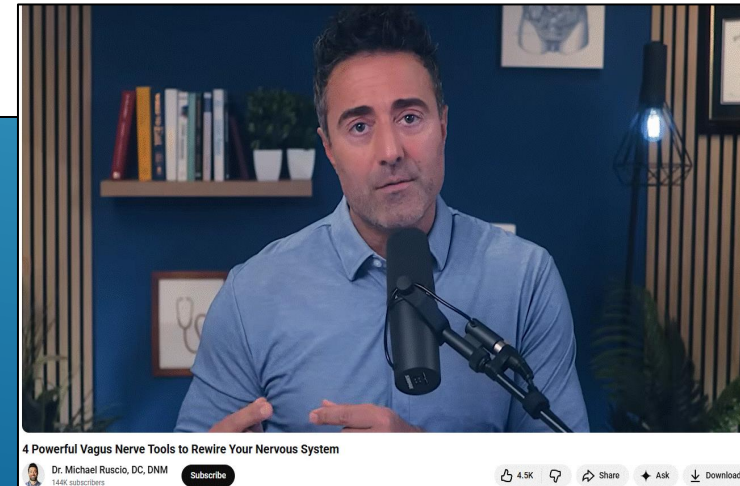 4 Powerful Vagus Nerve Tools to Rewire Your Nervous System
Dr. Michael Ruscio, DC, DNM
144K subscribers
Subscribe
4.5K
Share
Ask
Download